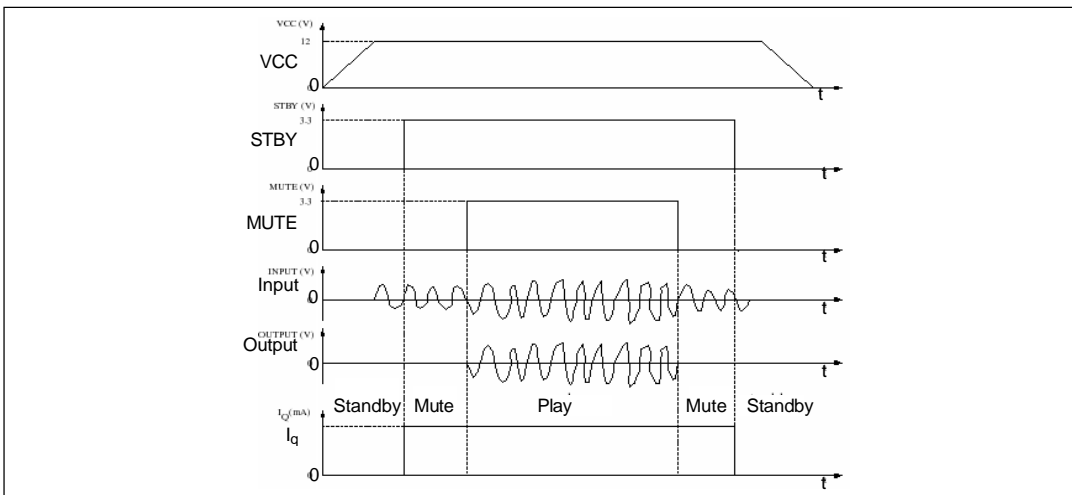 VCC (V)
12
VCC
0
t
STBY (V)
3.3
STBY
0
t
MUTE (V)
3.3
MUTE
0
t
INPUT (V)
Input
0
t
OUTPUT (V)
Output
0
t
Standby Mute Play Mute Standby
IQ (mA)
Iq
0
t